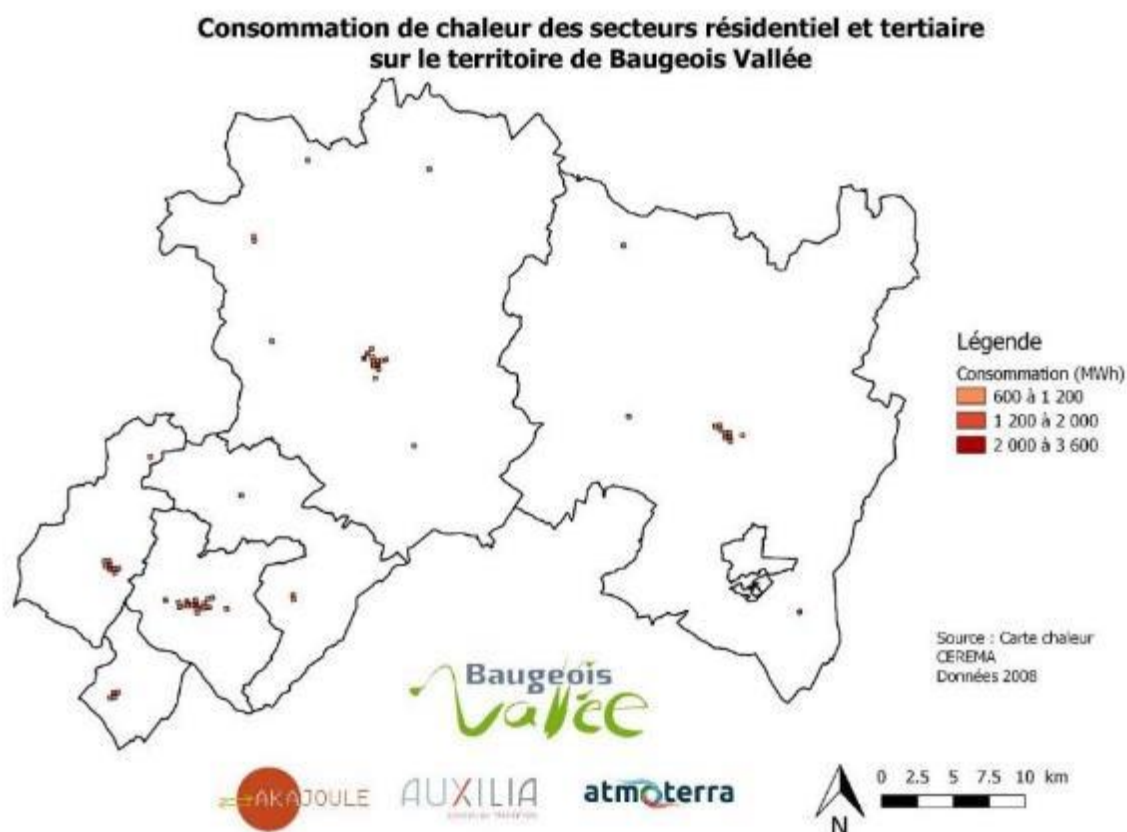 Consommation de chaleur des secteurs résidentiel et tertiaire
sur le territoire de Baugeois Vallée
Légende
Consommation (MWh)
600 à 1 200
1 200 à 2 000
2 000 à 3 600
Source : Carte chaleur
CEREMA
Données 2008
Baugeois
Vallée
AKAJOULE
AUXILIA
atmoterra
0 2.5 5 7.5 10 km
N